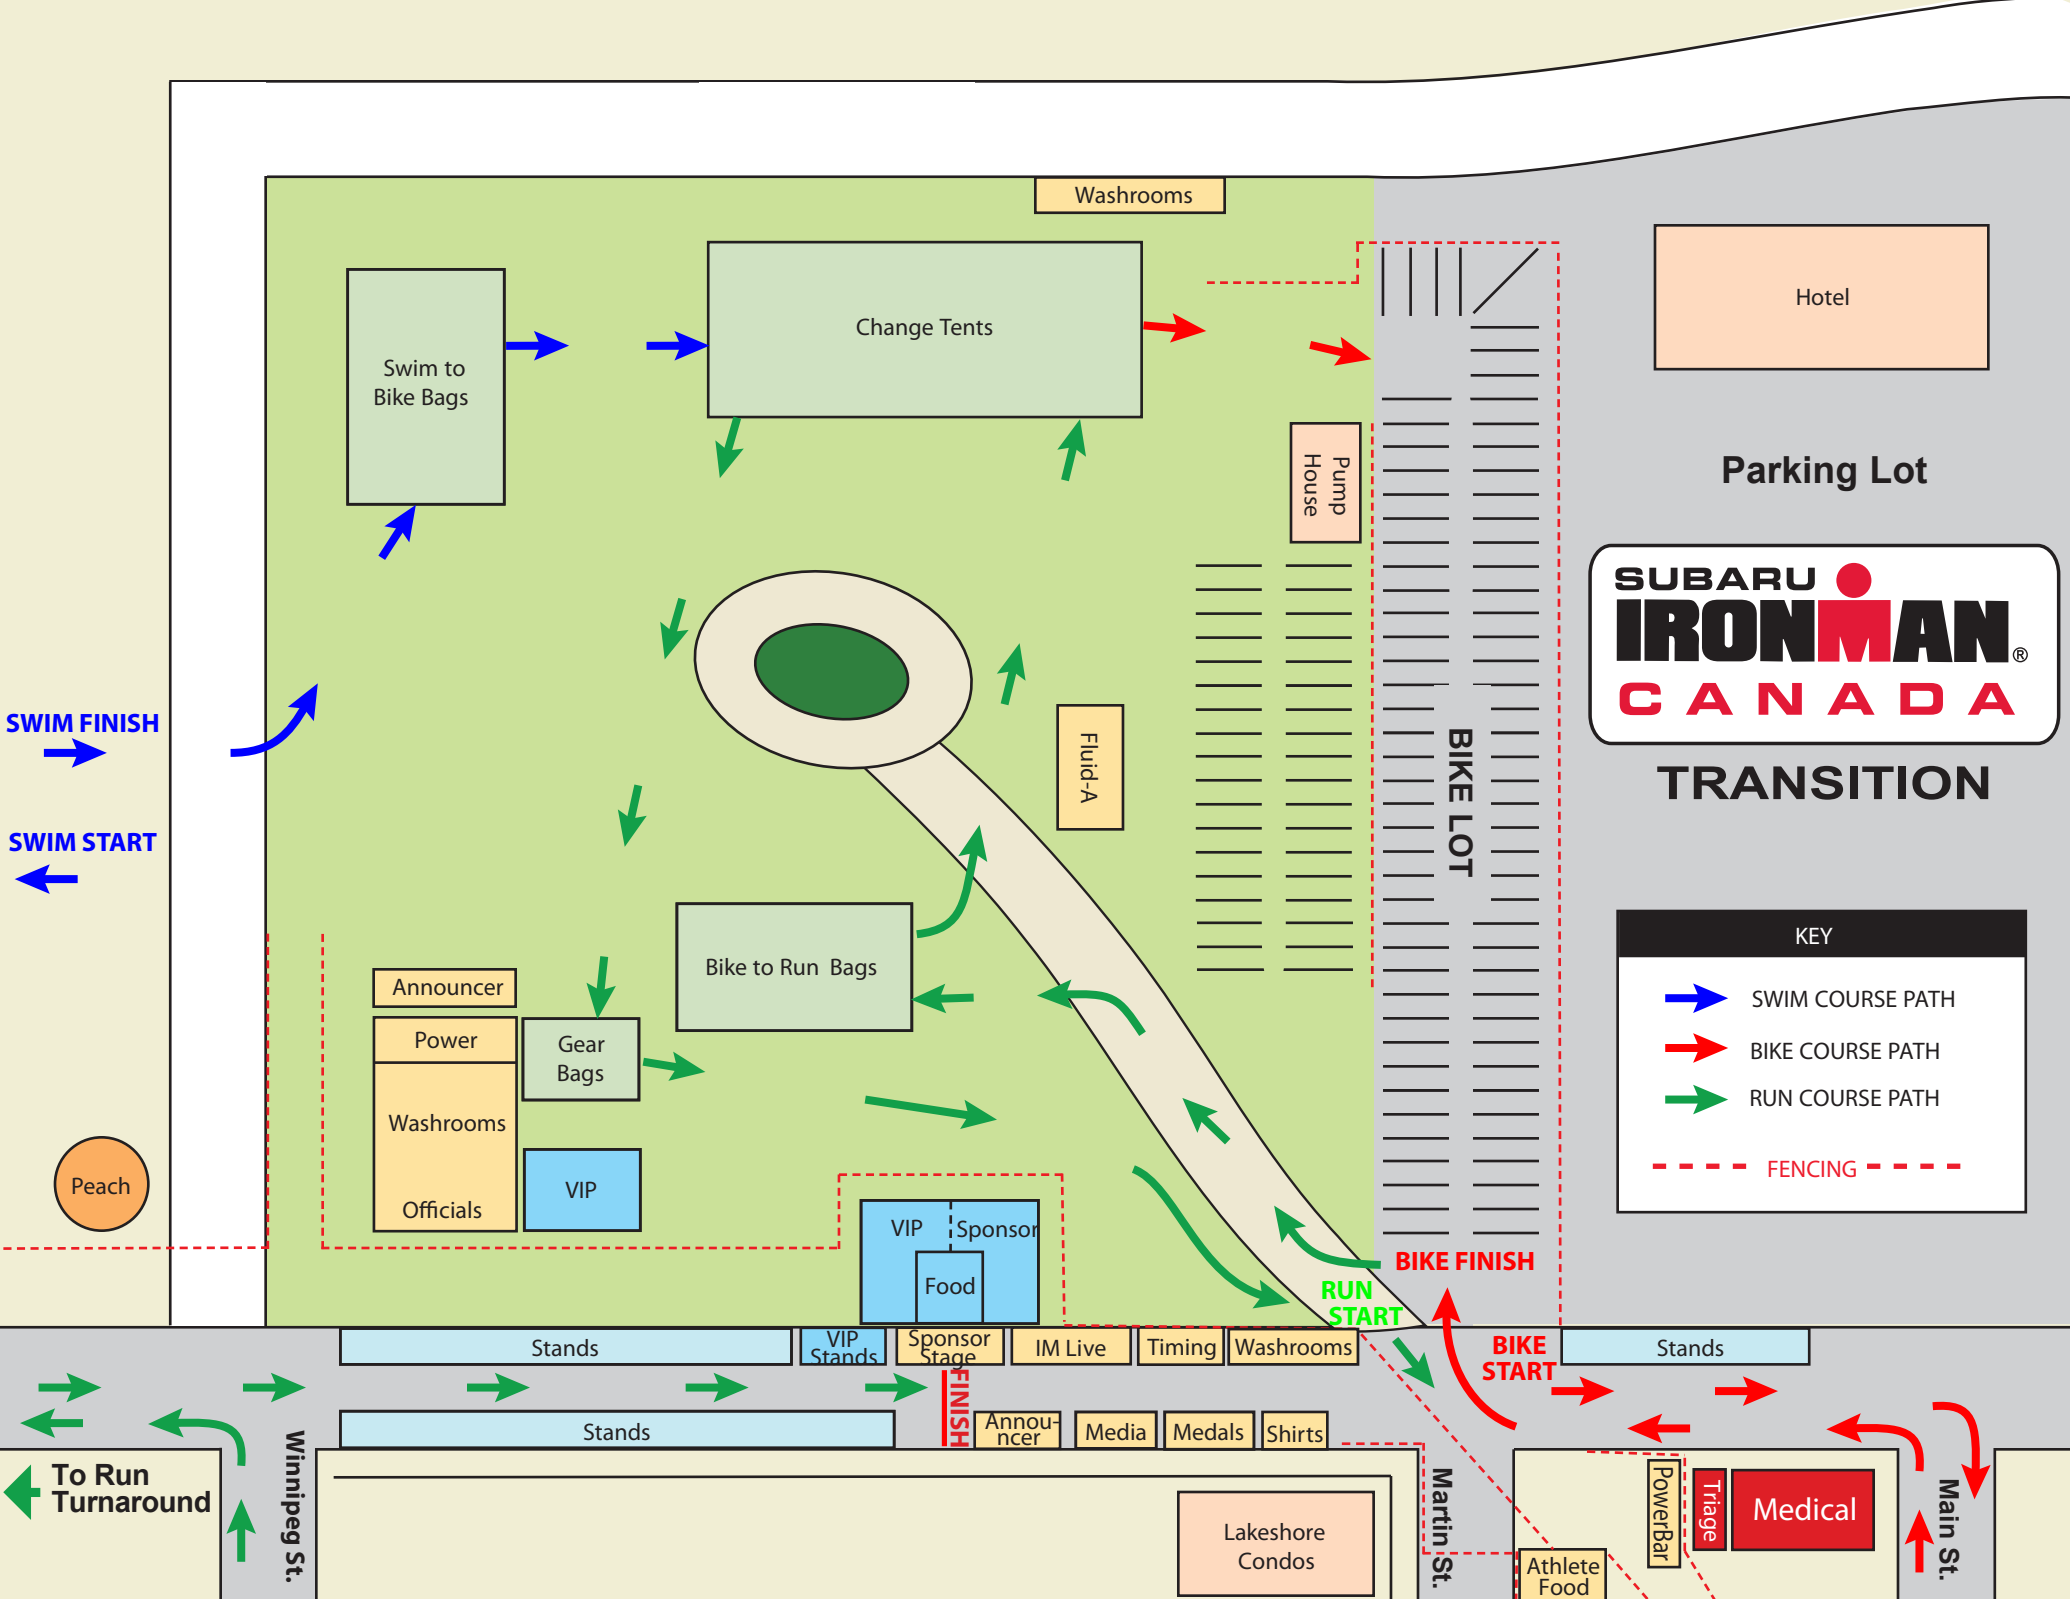 Washrooms
Change Tents
Hotel
Swim to
Bike Bags
Pump
House
Parking Lot
SUBARU
IRONMAN®
CANADA
TRANSITION
SWIM FINISH
SWIM START
Fluid-A
BIKE LOT
KEY
SWIM COURSE PATH
BIKE COURSE PATH
RUN COURSE PATH
FENCING
Bike to Run Bags
Announcer
Power
Washrooms
Officials
Gear
Bags
VIP
Peach
VIP
Sponsor
Food
BIKE FINISH
RUN
START
BIKE
START
Stands
VIP
Stands
Sponsor
Stage
IM Live
Timing
Washrooms
Stands
FINISH
Stands
Annou-
ncer
Media
Medals
Shirts
To Run
Turnaround
Winnipeg St.
Lakeshore
Condos
Martin St.
PowerBar
Triage
Medical
Main St.
Athlete
Food